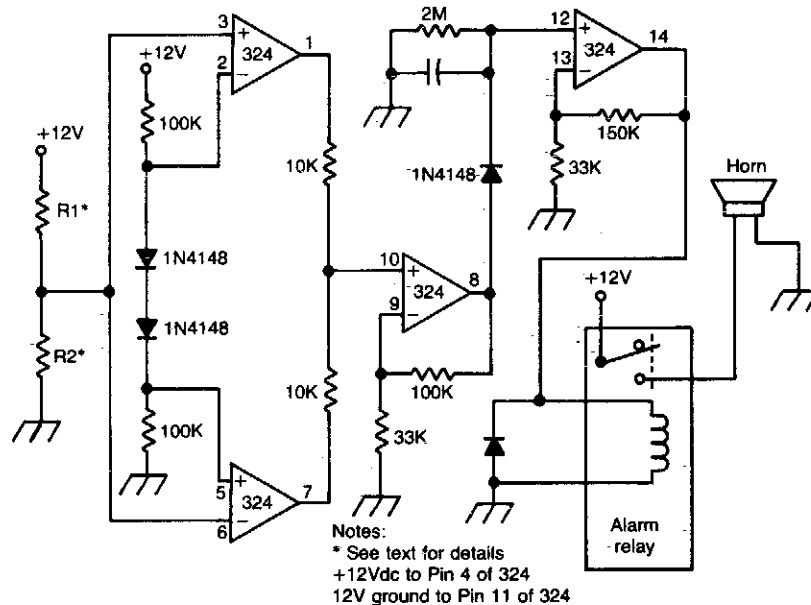 3
+
324
1
2
−
+12V
100K
+12V
R1*
1N4148
1N4148
R2*
100K
5
+
324
7
6
−
10K
10K
10
+
324
8
9
−
100K
33K
2M
1N4148
12
+
324
14
13
−
150K
33K
Horn
+12V
Alarm
relay
Notes:
* See text for details
+12Vdc to Pin 4 of 324
12V ground to Pin 11 of 324